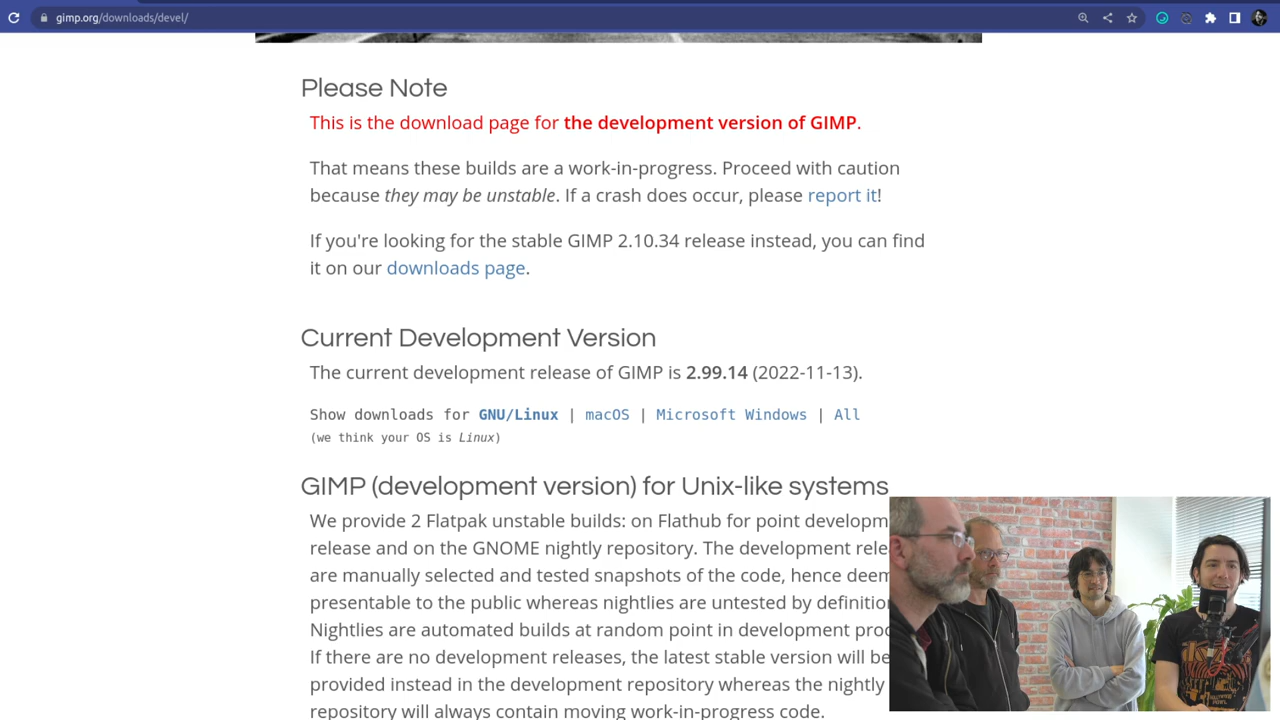 gimp.org/downloads/devel/
Please Note
This is the download page for the development version of GIMP.
That means these builds are a work-in-progress. Proceed with caution
because they may be unstable. If a crash does occur, please report it!
If you're looking for the stable GIMP 2.10.34 release instead, you can find
it on our downloads page.
Current Development Version
The current development release of GIMP is 2.99.14 (2022-11-13).
Show downloads for GNU/Linux | macOS | Microsoft Windows | All
(we think your OS is Linux)
GIMP (development version) for Unix-like systems
We provide 2 Flatpak unstable builds: on Flathub for point developm
release and on the GNOME nightly repository. The development rele
are manually selected and tested snapshots of the code, hence deem
presentable to the public whereas nightlies are untested by definition
Nightlies are automated builds at random point in development proc
If there are no development releases, the latest stable version will be
provided instead in the development repository whereas the nightly
repository will always contain moving work-in-progress code.